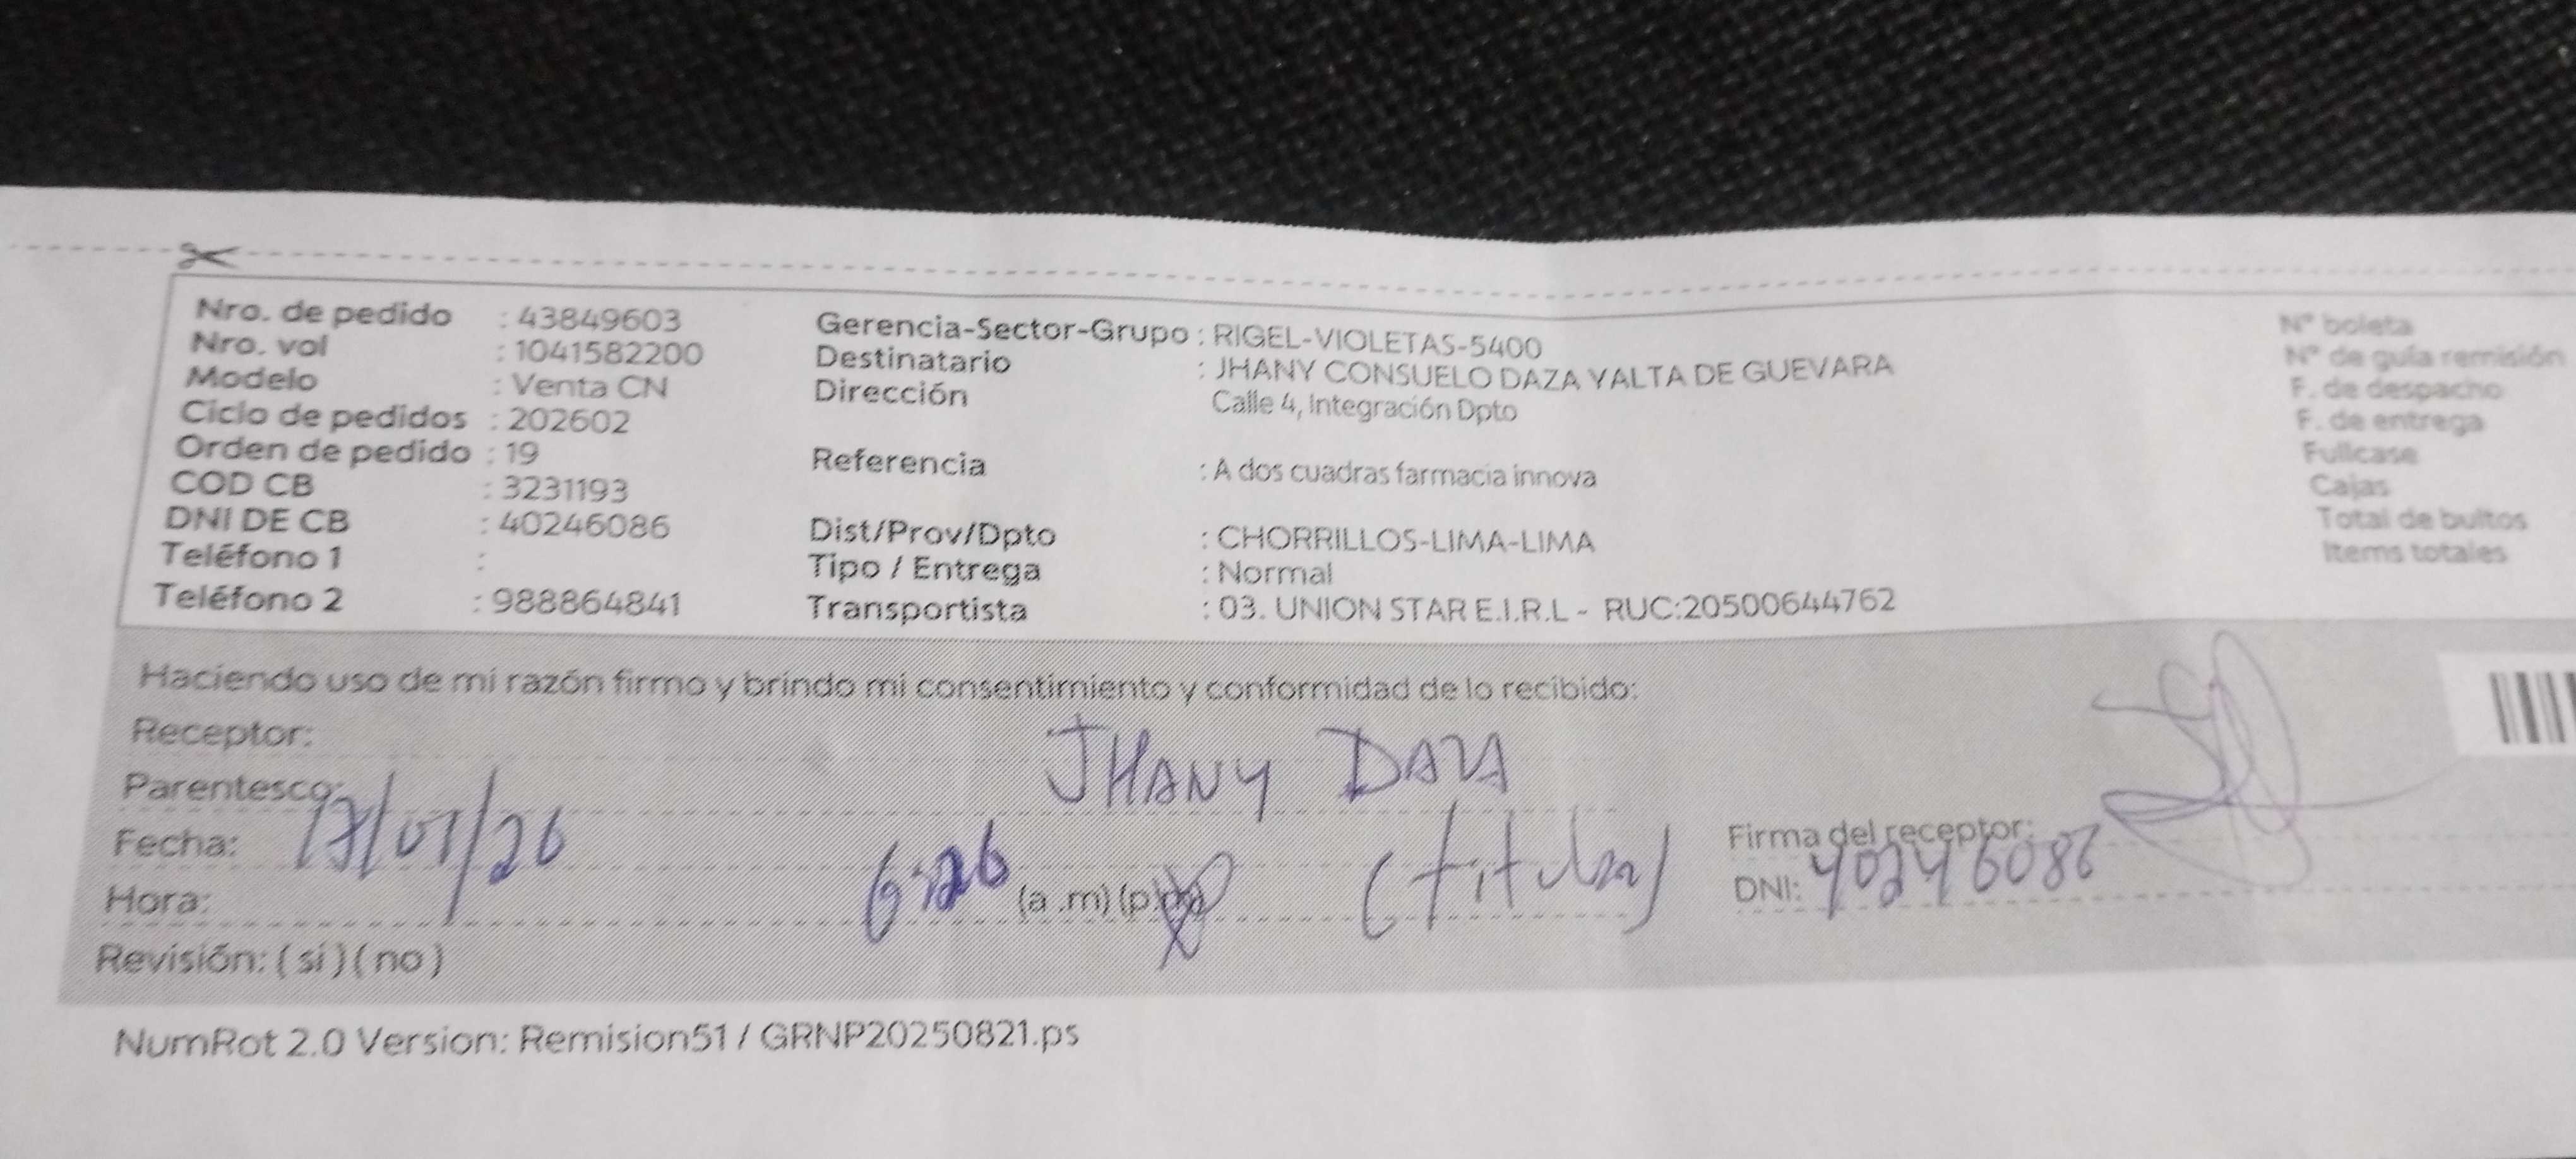 Nro. de pedido : 43849603
Nro. vol : 1041582200
Modelo : Venta CN
Ciclo de pedidos : 202602
Orden de pedido : 19
COD CB : 3231193
DNI DE CB : 40246086
Teléfono 1 :
Teléfono 2 : 988864841
Gerencia-Sector-Grupo : RIGEL-VIOLETAS-5400
Destinatario : JHANY CONSUELO DAZA YALTA DE GUEVARA
Dirección Calle 4, Integración Dpto
Referencia : A dos cuadras farmacia innova
Dist/Prov/Dpto : CHORRILLOS-LIMA-LIMA
Tipo / Entrega : Normal
Transportista : 03. UNION STAR E.I.R.L - RUC:20500644762
N° boleta
N° de guía remisión
F. de despacho
F. de entrega
Fullcase
Cajas
Total de bultos
Items totales
Haciendo uso de mi razón firmo y brindo mi consentimiento y conformidad de lo recibido:
Receptor: JHANY DAZA
Parentesco: (titular)
Fecha: 17/01/26
Hora: 6:26 (a .m) (p.m)
Revisión: ( sí ) ( no )
Firma del receptor:
DNI: 40246086
NumRot 2.0 Version: Remision51 / GRNP20250821.ps